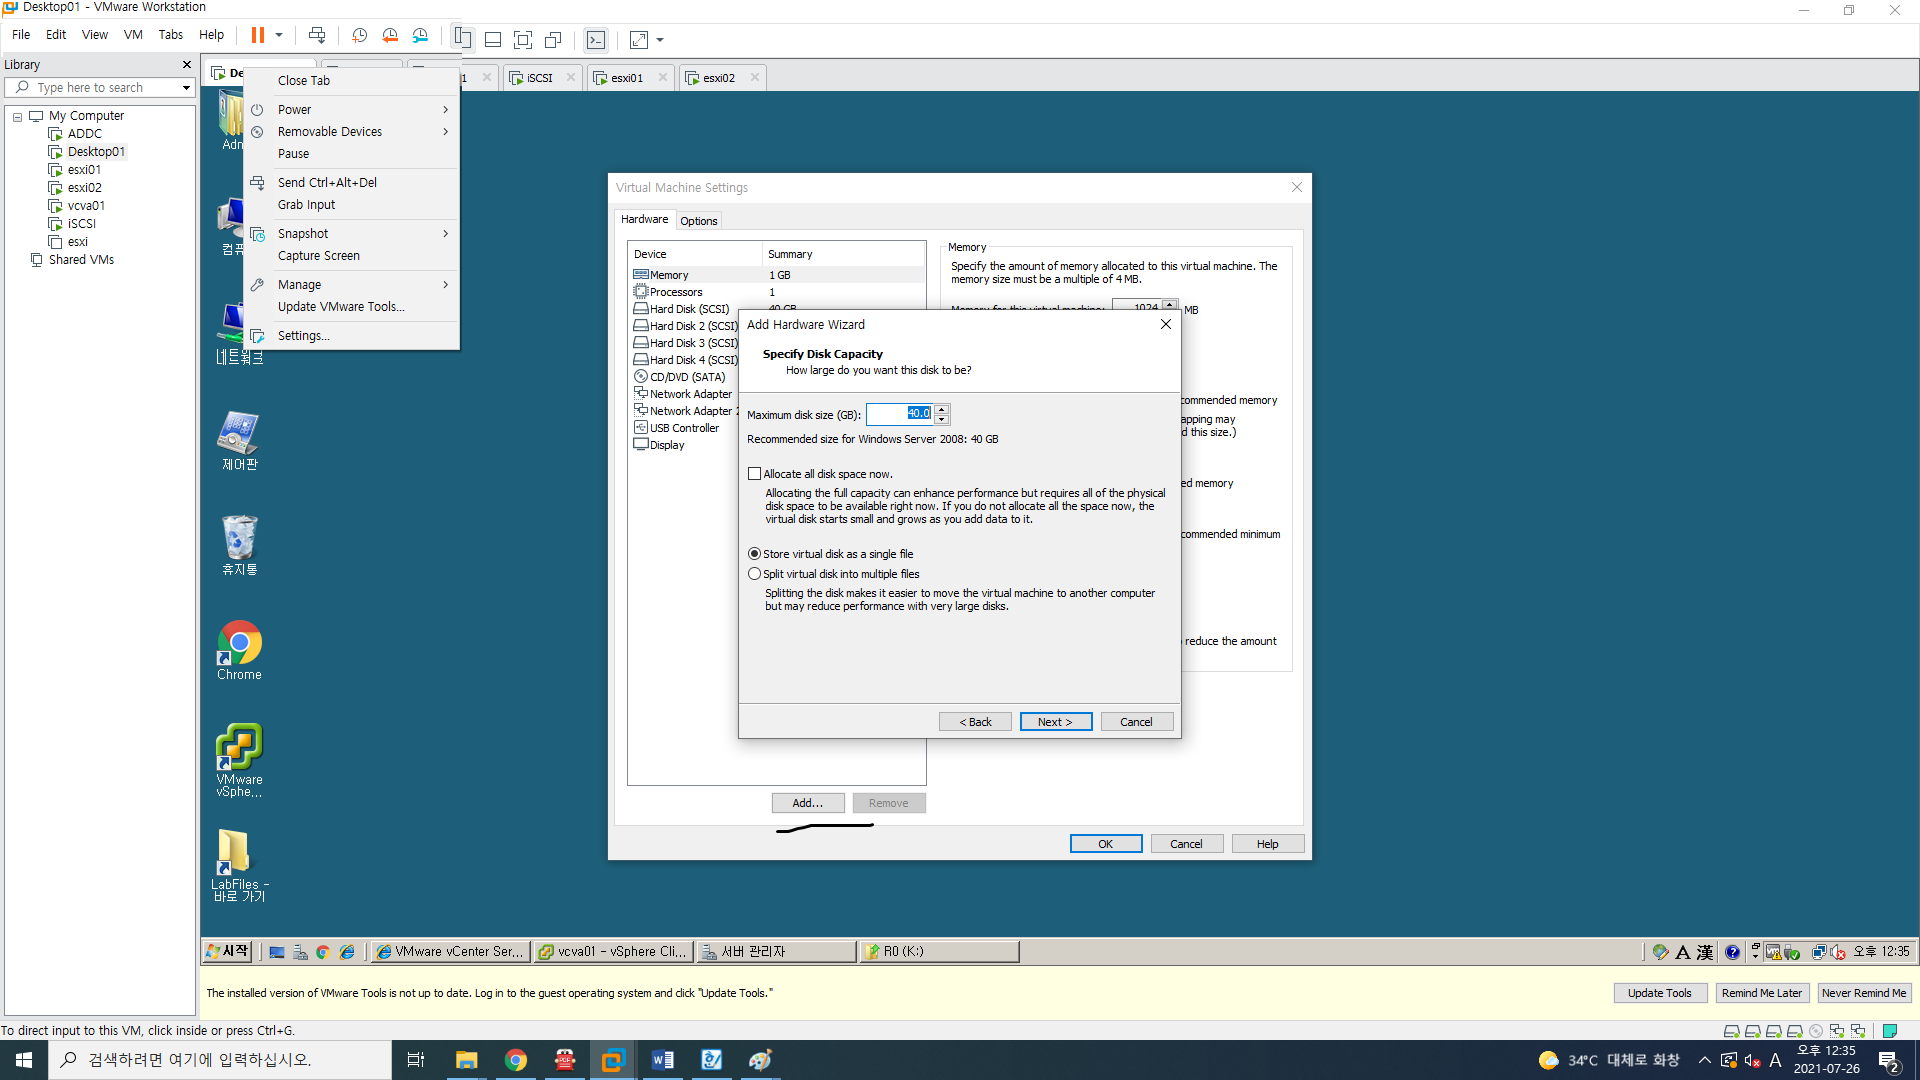 Desktop01 - VMware Workstation
File Edit View VM Tabs Help
Library
Type here to search
My Computer
ADDC
Desktop01
esxi01
esxi02
vcva01
iSCSI
esxi
Shared VMs
De
1
iSCSI
esxi01
esxi02
Close Tab
Power
Removable Devices
Pause
Send Ctrl+Alt+Del
Grab Input
Snapshot
Capture Screen
Manage
Update VMware Tools...
Settings...
Adn
컴퓨
네트워크
제어판
휴지통
Chrome
VMware
vSphe...
LabFiles -
바로 가기
Virtual Machine Settings
Hardware Options
Device Summary
Memory 1 GB
Processors 1
Hard Disk (SCSI) 40 GB
Hard Disk 2 (SCSI)
Hard Disk 3 (SCSI)
Hard Disk 4 (SCSI)
CD/DVD (SATA)
Network Adapter
Network Adapter 2
USB Controller
Display
Memory
Specify the amount of memory allocated to this virtual machine. The
memory size must be a multiple of 4 MB.
Memory for this virtual machine: 1024 MB
commended memory
apping may
d this size.)
ed memory
commended minimum
reduce the amount
Add Hardware Wizard
Specify Disk Capacity
How large do you want this disk to be?
Maximum disk size (GB): 40.0
Recommended size for Windows Server 2008: 40 GB
Allocate all disk space now.
Allocating the full capacity can enhance performance but requires all of the physical
disk space to be available right now. If you do not allocate all the space now, the
virtual disk starts small and grows as you add data to it.
Store virtual disk as a single file
Split virtual disk into multiple files
Splitting the disk makes it easier to move the virtual machine to another computer
but may reduce performance with very large disks.
< Back Next > Cancel
Add... Remove
OK Cancel Help
시작 VMware vCenter Ser... vcva01 - vSphere Cli... 서버 관리자 R0 (K:) A 漢 오후 12:35
The installed version of VMware Tools is not up to date. Log in to the guest operating system and click "Update Tools."
Update Tools Remind Me Later Never Remind Me
To direct input to this VM, click inside or press Ctrl+G.
검색하려면 여기에 입력하십시오.
34°C 대체로 화창 A
오후 12:35
2021-07-26
2